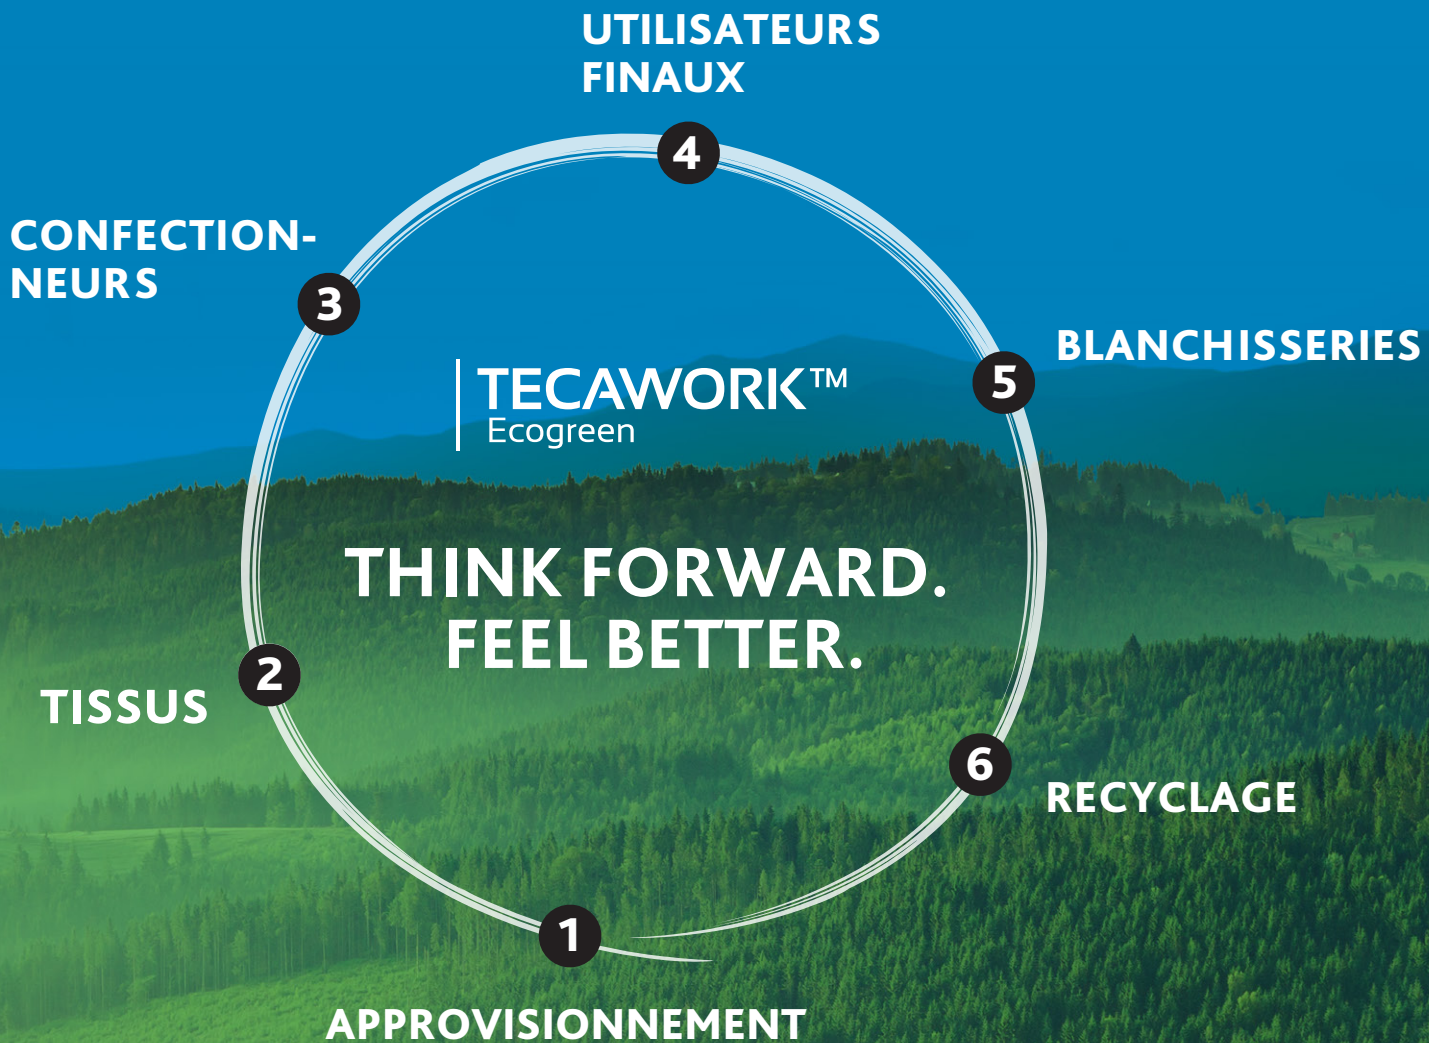 UTILISATEURS
FINAUX
4
CONFECTION-
NEURS
3
BLANCHISSERIES
5
TECAWORK™
Ecogreen
THINK FORWARD.
FEEL BETTER.
2
TISSUS
6
RECYCLAGE
1
APPROVISIONNEMENT